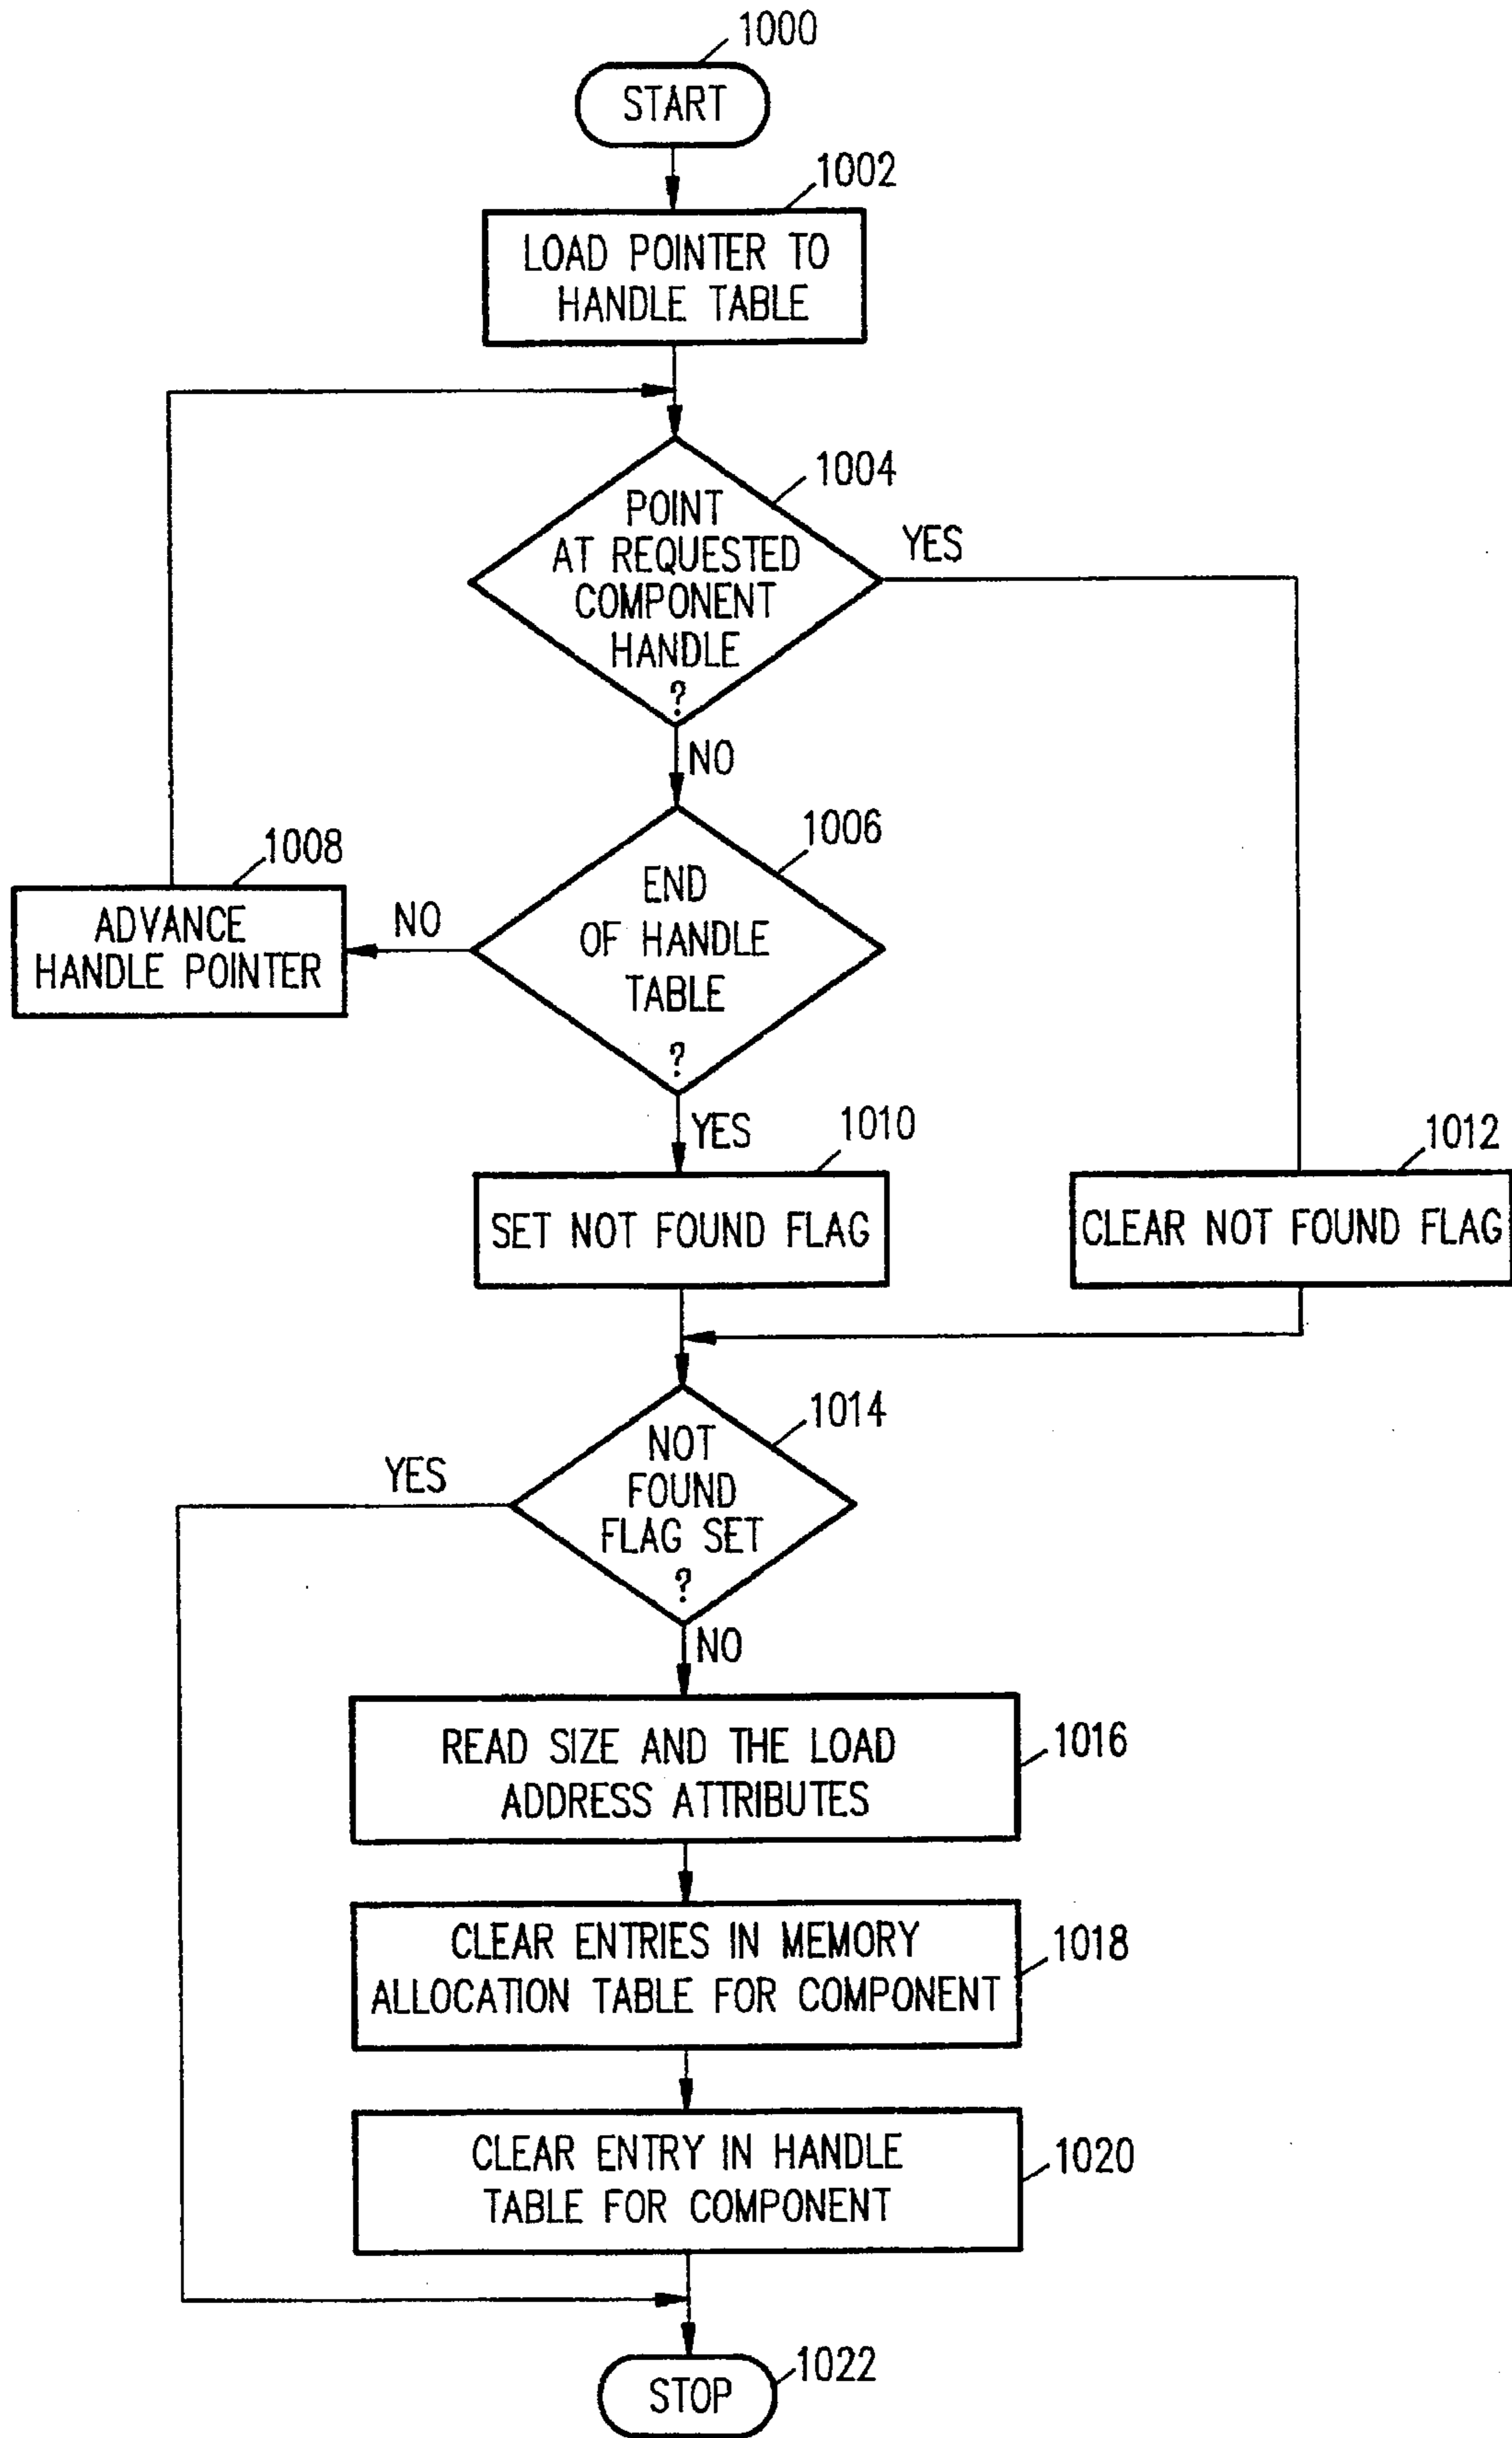 1000
START
1002
LOAD POINTER TO
HANDLE TABLE
1004
POINT
AT REQUESTED
COMPONENT
HANDLE
?
YES
NO
1006
END
OF HANDLE
TABLE
?
1008
ADVANCE
HANDLE POINTER
NO
YES
1010
SET NOT FOUND FLAG
1012
CLEAR NOT FOUND FLAG
1014
NOT
FOUND
FLAG SET
?
YES
NO
READ SIZE AND THE LOAD
ADDRESS ATTRIBUTES
1016
CLEAR ENTRIES IN MEMORY
ALLOCATION TABLE FOR COMPONENT
1018
CLEAR ENTRY IN HANDLE
TABLE FOR COMPONENT
1020
STOP
1022